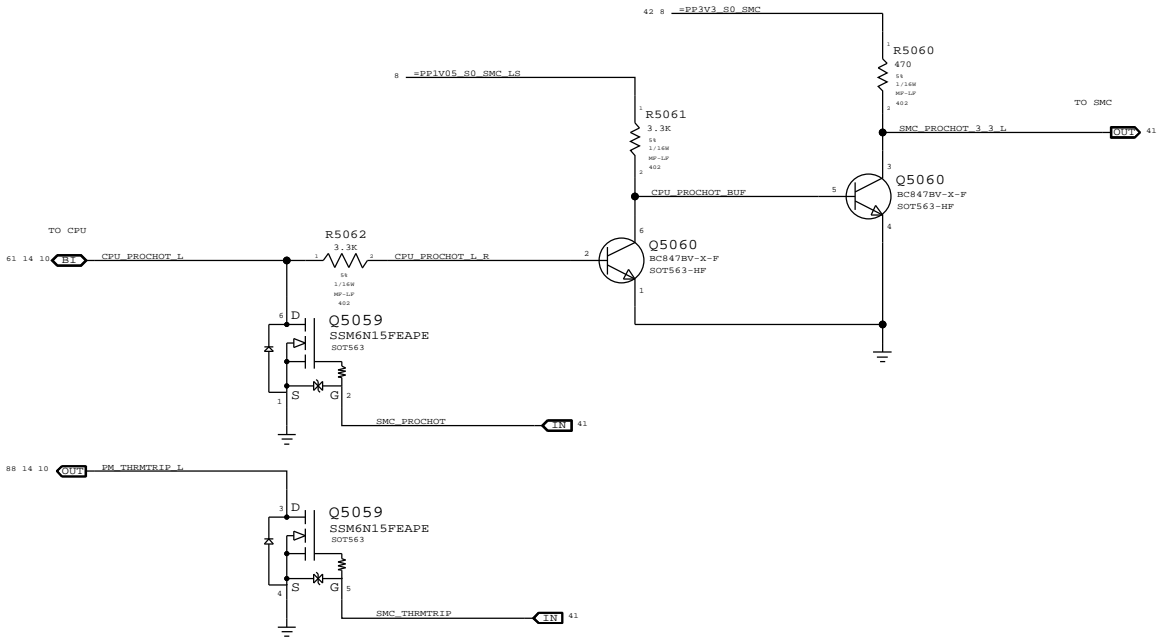 42 8 =PP3V3_S0_SMC
1
R5060
470
5%
1/16W
MF-LF
402
2
8 =PP1V05_S0_SMC_LS
1
R5061
3.3K
5%
1/16W
MF-LF
402
2
TO SMC
SMC_PROCHOT_3_3_L OUT 41
3
Q5060
BC847BV-X-F
SOT563-HF
5
4
CPU_PROCHOT_BUF
6
Q5060
BC847BV-X-F
SOT563-HF
2
1
TO CPU
61 14 10 BI CPU_PROCHOT_L
R5062
3.3K
1 2
5%
1/16W
MF-LF
402
CPU_PROCHOT_L_R
6 D
Q5059
SSM6N15FEAPE
SOT563
1 S G 2
SMC_PROCHOT IN 41
88 14 10 OUT PM_THRMTRIP_L
3 D
Q5059
SSM6N15FEAPE
SOT563
4 S G 5
SMC_THRMTRIP IN 41